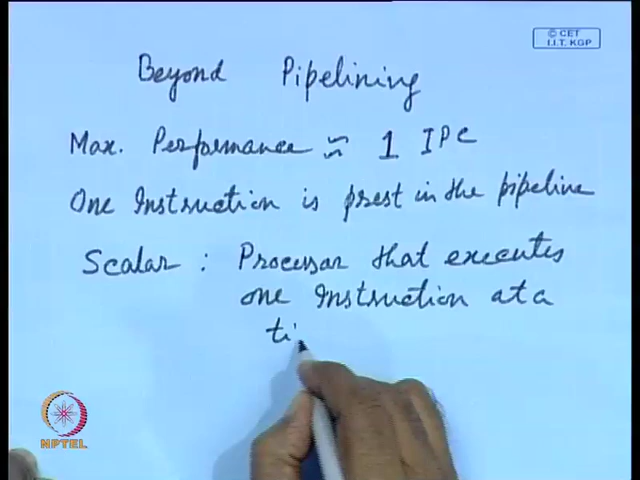 © CET
I.I.T. KGP
Beyond Pipelining
Max. Performance ≈ 1 IPC
One Instruction is prest in the pipeline
Scalar : Processor that executes
one Instruction at a
ti
NPTEL